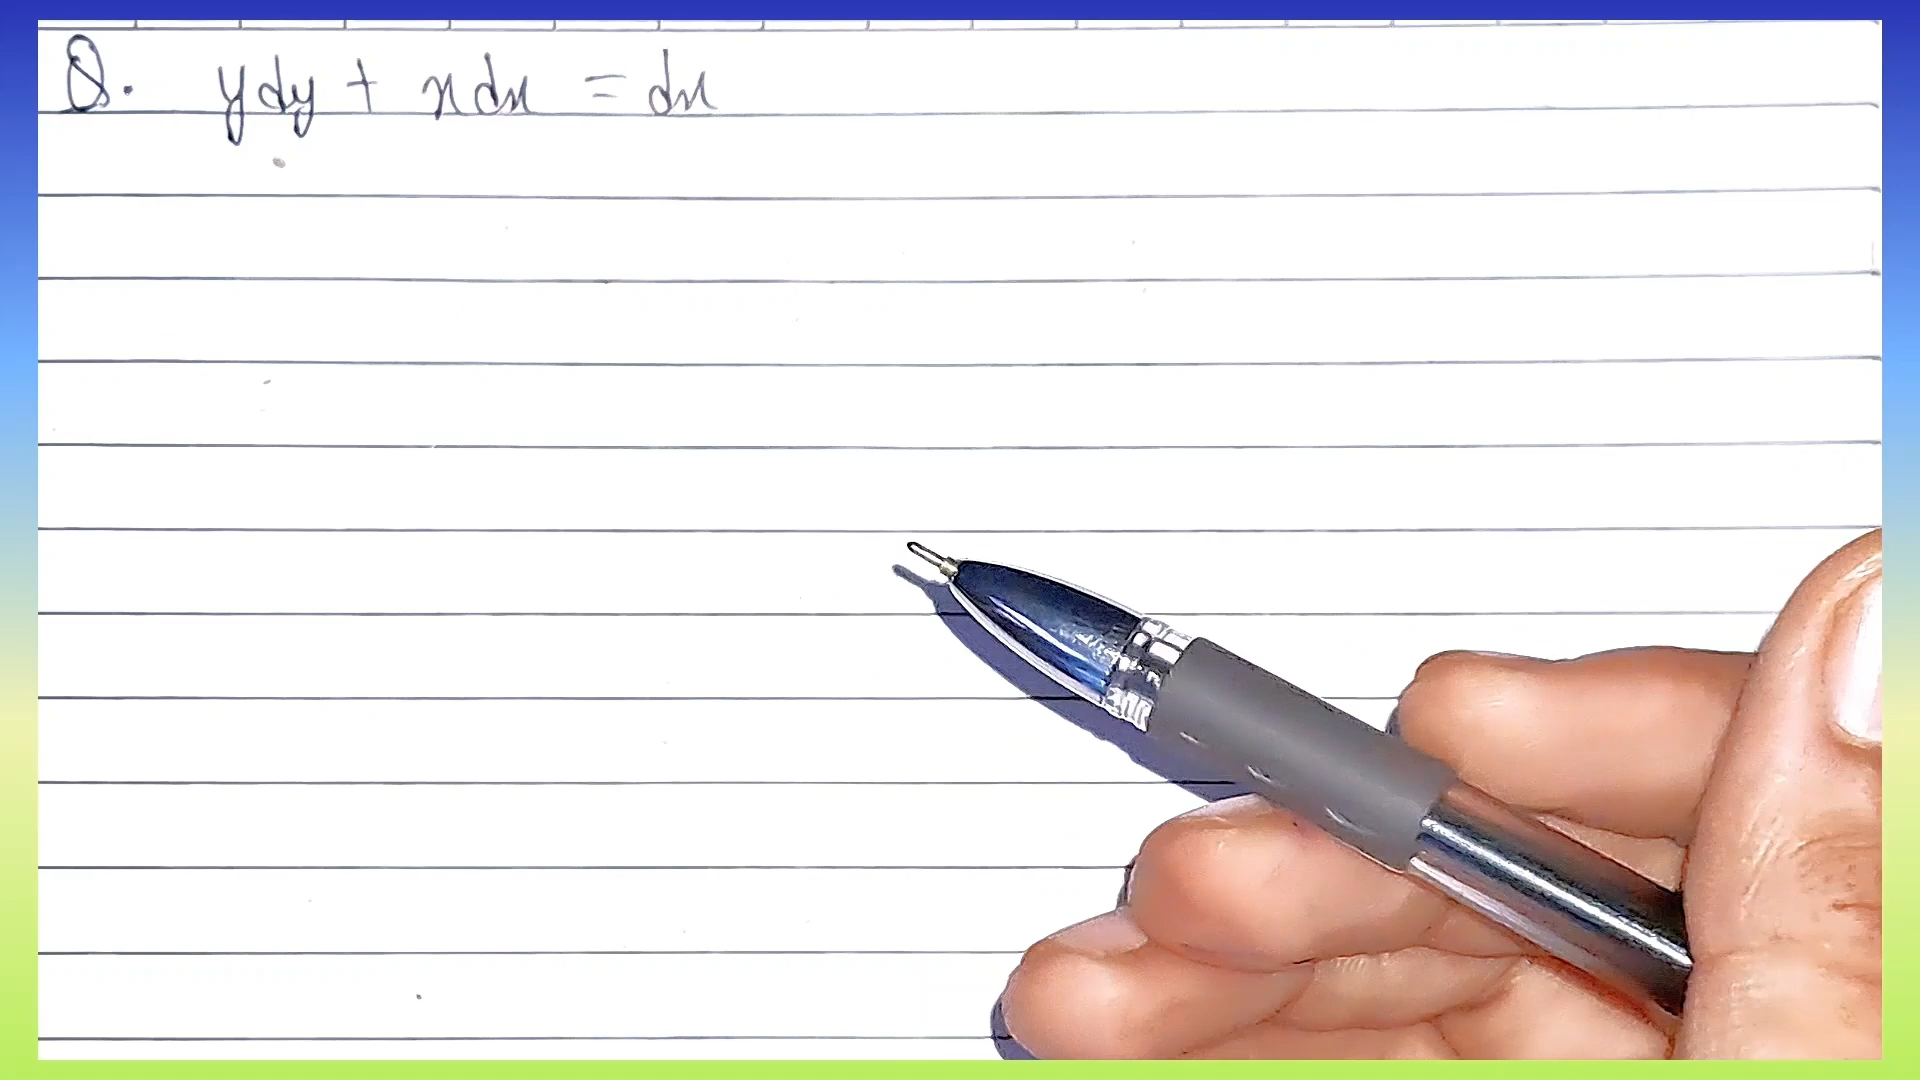 Q. ydy + xdx = dx